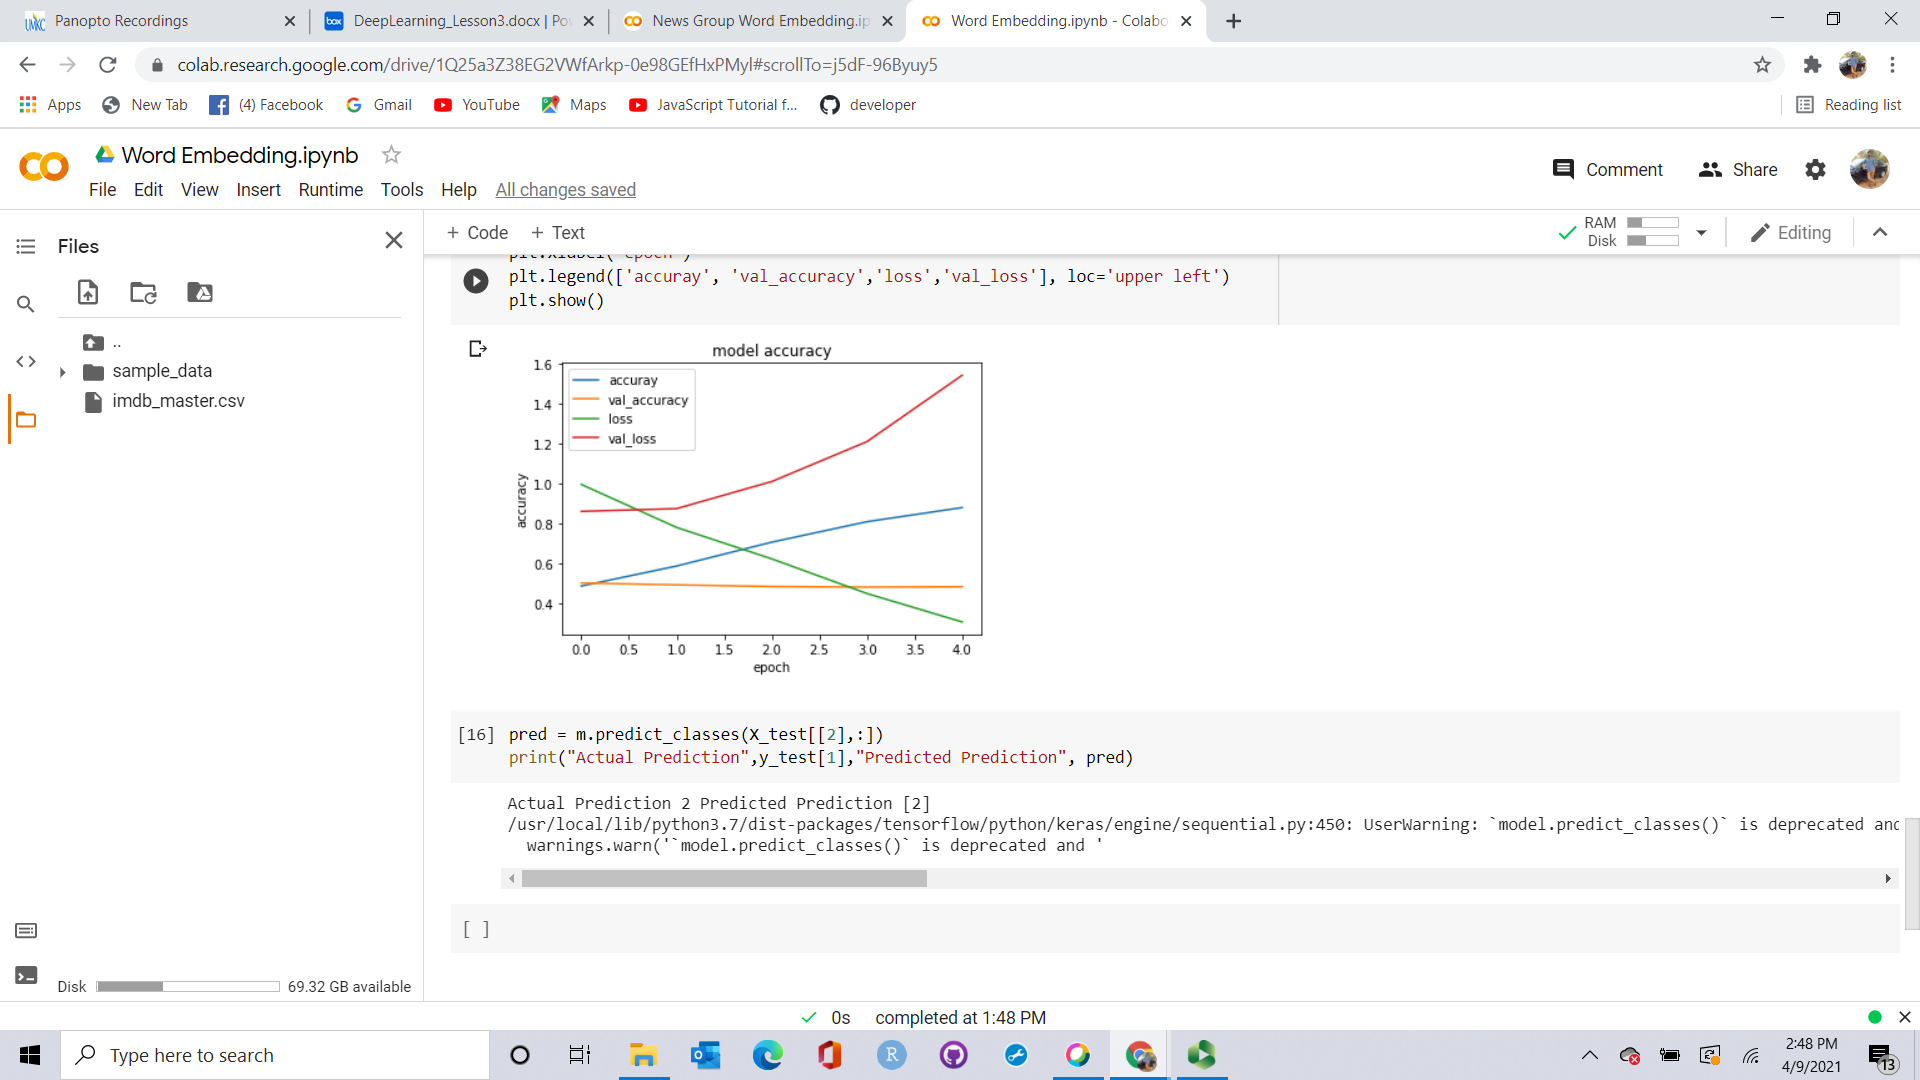 Panopto Recordings
DeepLearning_Lesson3.docx | Po
News Group Word Embedding.ip
Word Embedding.ipynb - Colabo
colab.research.google.com/drive/1Q25a3Z38EG2VWfArkp-0e98GEfHxPMyl#scrollTo=j5dF-96Byuy5
Apps New Tab (4) Facebook Gmail YouTube Maps JavaScript Tutorial f... developer Reading list
Word Embedding.ipynb
Comment Share
File Edit View Insert Runtime Tools Help All changes saved
Files
+ Code + Text
RAM
Disk
Editing
..
sample_data
imdb_master.csv
plt.xlabel('epoch')
plt.legend(['accuray', 'val_accuracy','loss','val_loss'], loc='upper left')
plt.show()
model accuracy
accuray
val_accuracy
loss
val_loss
1.6
1.4
1.2
1.0
0.8
0.6
0.4
accuracy
0.0 0.5 1.0 1.5 2.0 2.5 3.0 3.5 4.0
epoch
[16] pred = m.predict_classes(X_test[[2],:])
print("Actual Prediction",y_test[1],"Predicted Prediction", pred)
Actual Prediction 2 Predicted Prediction [2]
/usr/local/lib/python3.7/dist-packages/tensorflow/python/keras/engine/sequential.py:450: UserWarning: `model.predict_classes()` is deprecated and
warnings.warn('`model.predict_classes()` is deprecated and '
[ ]
Disk 69.32 GB available
0s completed at 1:48 PM
Type here to search
2:48 PM
4/9/2021
13